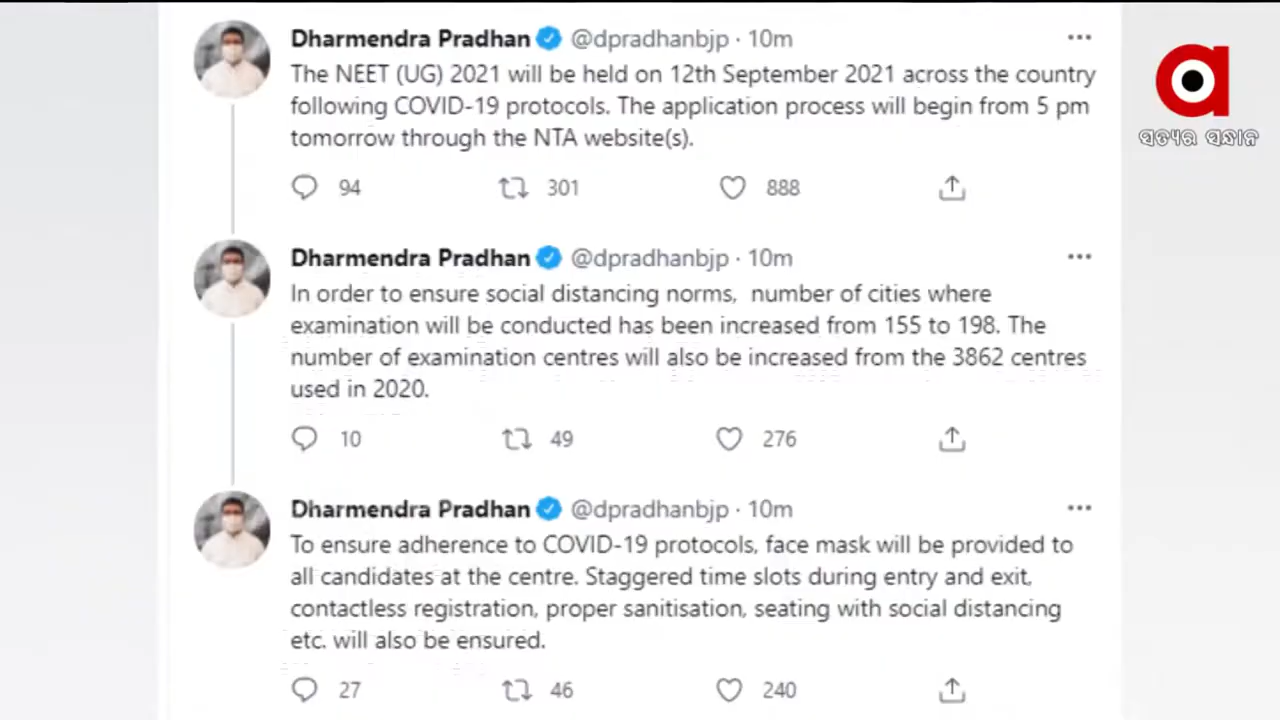 Dharmendra Pradhan @dpradhanbjp · 10m
The NEET (UG) 2021 will be held on 12th September 2021 across the country
following COVID-19 protocols. The application process will begin from 5 pm
tomorrow through the NTA website(s).
94 301 888
ସତ୍ୟର ସନ୍ଧାନ
Dharmendra Pradhan @dpradhanbjp · 10m
In order to ensure social distancing norms, number of cities where
examination will be conducted has been increased from 155 to 198. The
number of examination centres will also be increased from the 3862 centres
used in 2020.
10 49 276
Dharmendra Pradhan @dpradhanbjp · 10m
To ensure adherence to COVID-19 protocols, face mask will be provided to
all candidates at the centre. Staggered time slots during entry and exit,
contactless registration, proper sanitisation, seating with social distancing
etc. will also be ensured.
27 46 240